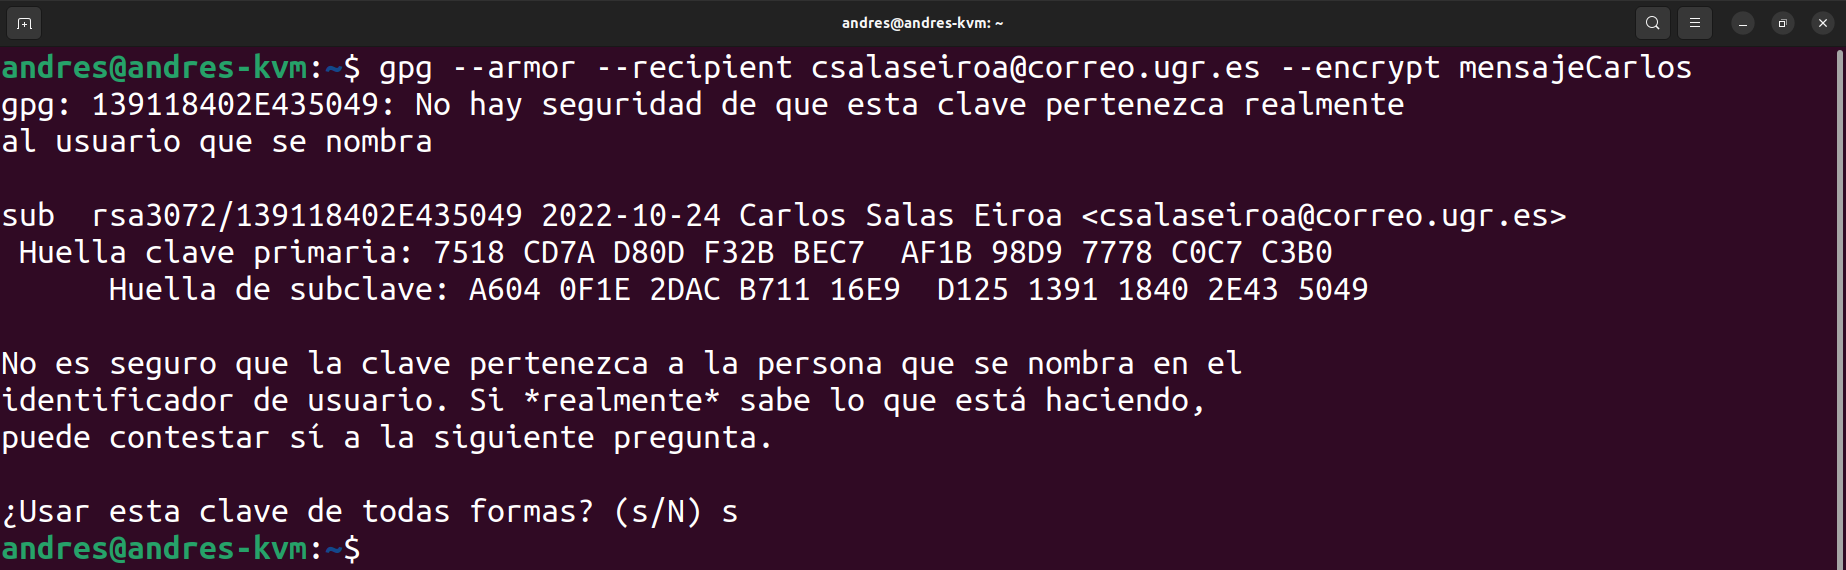 andres@andres-kvm: ~
andres@andres-kvm:~$ gpg --armor --recipient csalaseiroa@correo.ugr.es --encrypt mensajeCarlos
gpg: 139118402E435049: No hay seguridad de que esta clave pertenezca realmente
al usuario que se nombra
sub  rsa3072/139118402E435049 2022-10-24 Carlos Salas Eiroa <csalaseiroa@correo.ugr.es>
 Huella clave primaria: 7518 CD7A D80D F32B BEC7  AF1B 98D9 7778 C0C7 C3B0
      Huella de subclave: A604 0F1E 2DAC B711 16E9  D125 1391 1840 2E43 5049
No es seguro que la clave pertenezca a la persona que se nombra en el
identificador de usuario. Si *realmente* sabe lo que está haciendo,
puede contestar sí a la siguiente pregunta.
¿Usar esta clave de todas formas? (s/N) s
andres@andres-kvm:~$